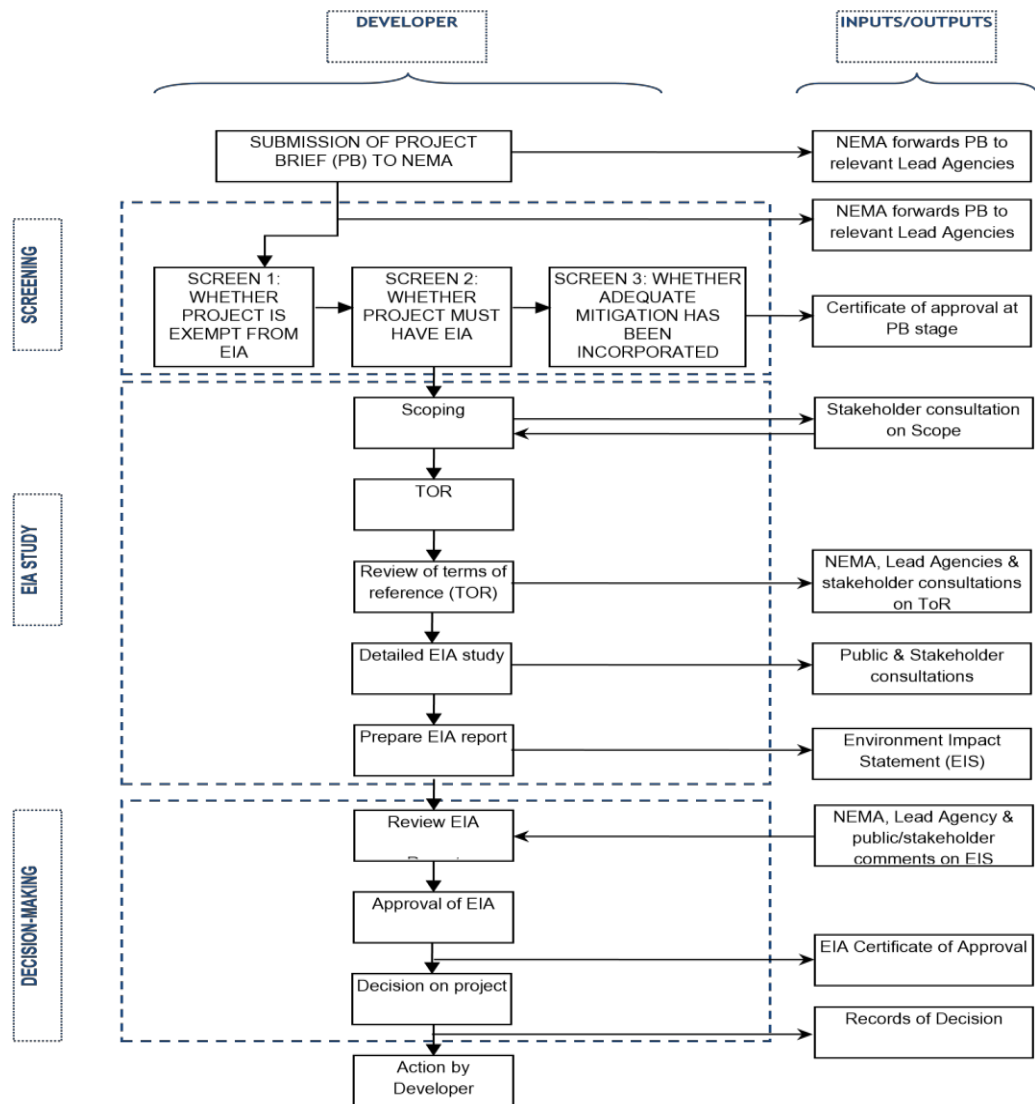 DEVELOPER
INPUTS/OUTPUTS
SUBMISSION OF PROJECT
BRIEF (PB) TO NEMA
NEMA forwards PB to
relevant Lead Agencies
SCREENING
NEMA forwards PB to
relevant Lead Agencies
SCREEN 1:
WHETHER
PROJECT IS
EXEMPT FROM
EIA
SCREEN 2:
WHETHER
PROJECT MUST
HAVE EIA
SCREEN 3: WHETHER
ADEQUATE
MITIGATION HAS
BEEN
INCORPORATED
Certificate of approval at
PB stage
EIA STUDY
Scoping
Stakeholder consultation
on Scope
TOR
Review of terms of
reference (TOR)
NEMA, Lead Agencies &
stakeholder consultations
on ToR
Detailed EIA study
Public & Stakeholder
consultations
Prepare EIA report
Environment Impact
Statement (EIS)
DECISION-MAKING
Review EIA
NEMA, Lead Agency &
public/stakeholder
comments on EIS
Approval of EIA
EIA Certificate of Approval
Decision on project
Records of Decision
Action by
Developer